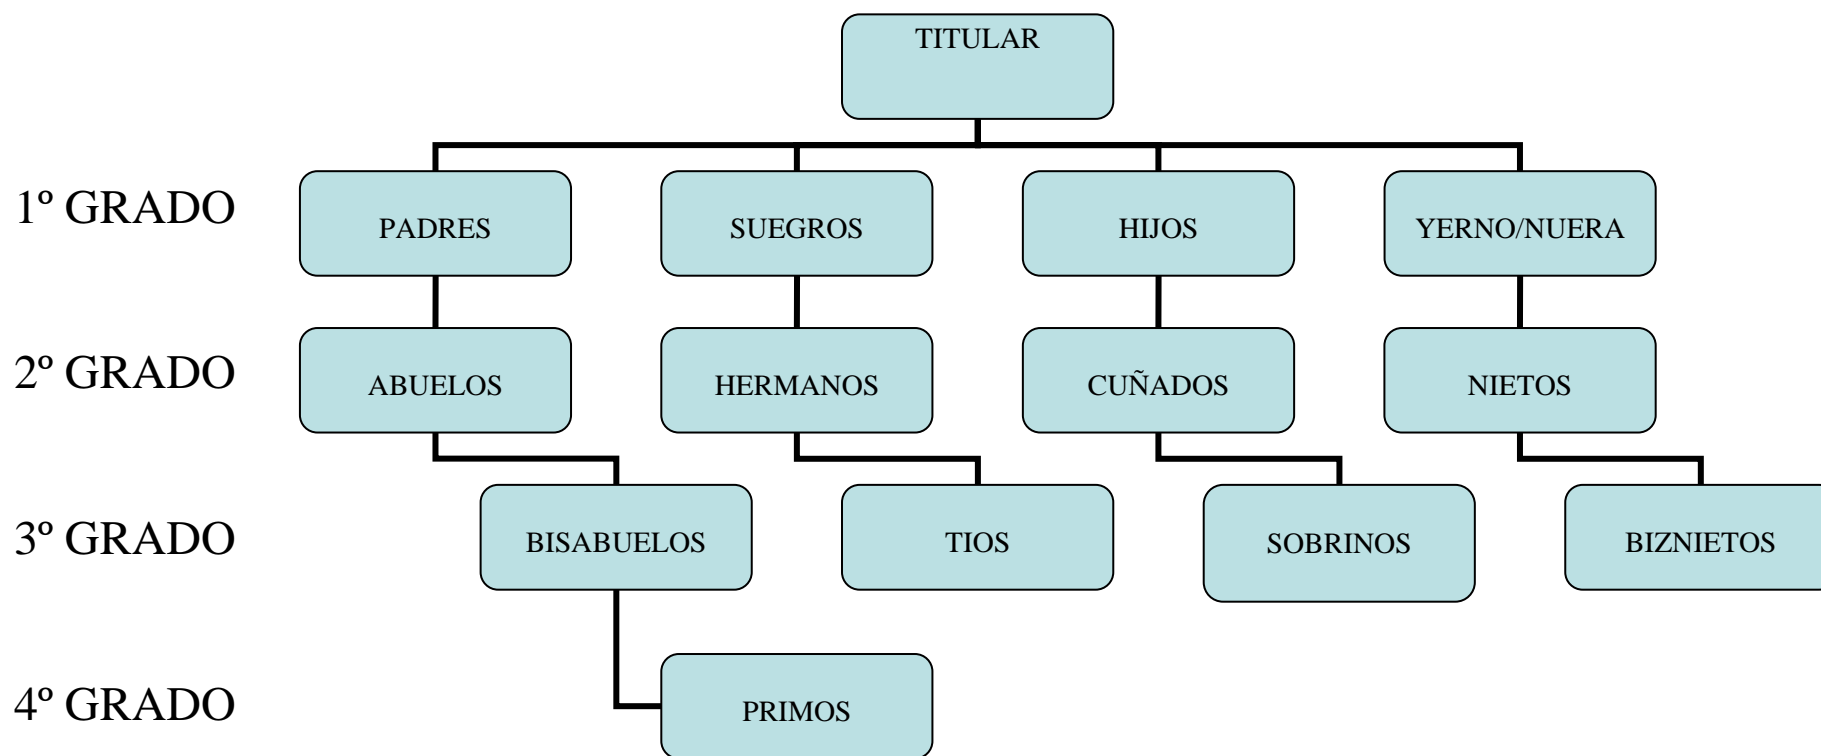 TITULAR
1º GRADO PADRES SUEGROS HIJOS YERNO/NUERA
2º GRADO ABUELOS HERMANOS CUÑADOS NIETOS
3º GRADO BISABUELOS TIOS SOBRINOS BIZNIETOS
4º GRADO PRIMOS